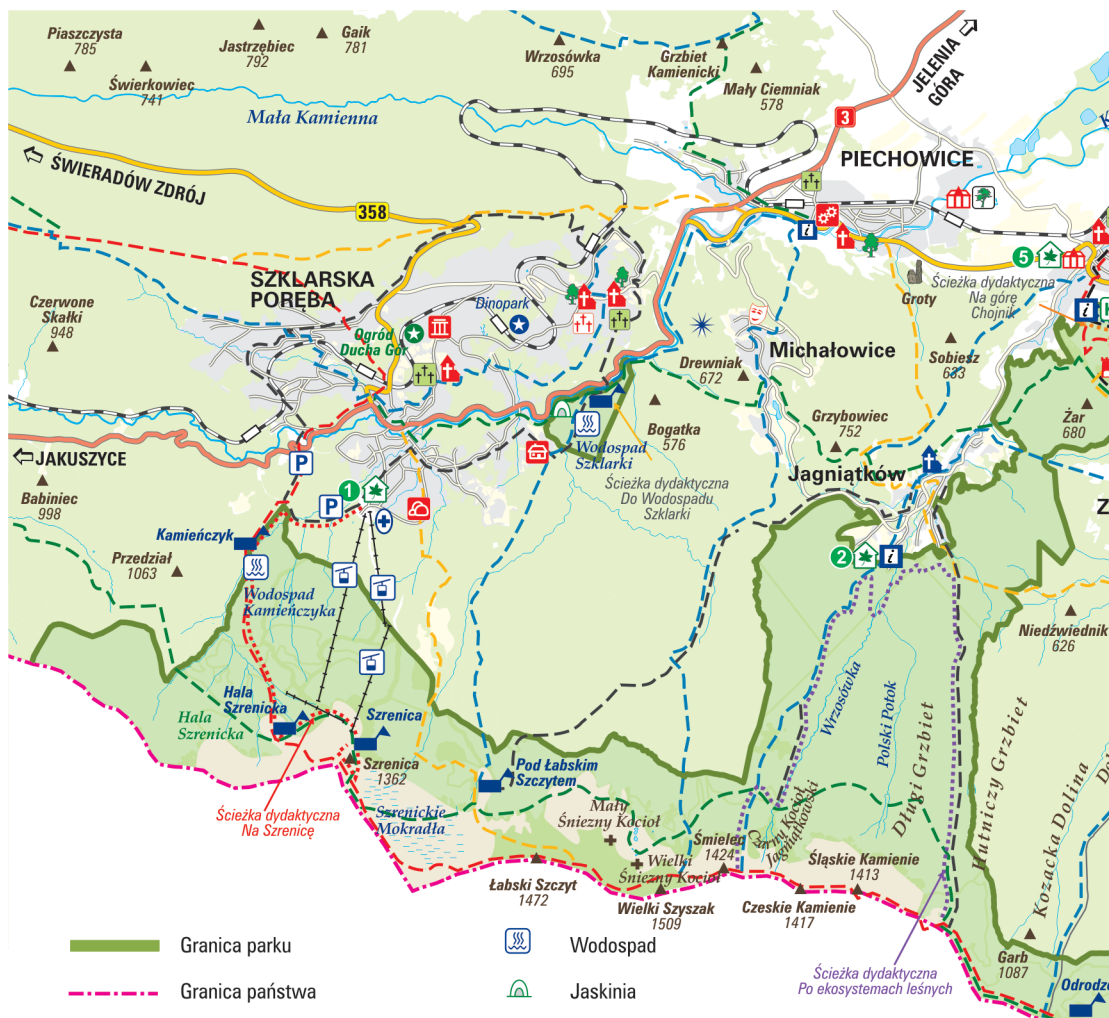 Piaszczysta
785
Jastrzębiec
792
Gaik
781
Świerkowiec
741
Wrzosówka
695
Grzbiet
Kamienicki
Mały Ciemniak
578
JELENIA
GÓRA
Mała Kamienna
3
PIECHOWICE
ŚWIERADÓW ZDRÓJ
358
i
5
Ścieżka dydaktyczna
Na górę
Chojnik
Groty
SZKLARSKA
PORĘBA
Dinopark
Ogród
Ducha Gór
Czerwone
Skałki
948
Michałowice
Drewniak
672
Sobiesz
633
i
Żar
680
Bogatka
576
Grzybowiec
752
Wodospad
Szklarki
Ścieżka dydaktyczna
Do Wodospadu
Szklarki
JAKUSZYCE
P
Jagniątków
Babiniec
998
1
P
Z
Kamieńczyk
Przedział
1063
2
i
Wodospad
Kamieńczyka
Niedźwiednik
626
Wrzosówka
Polski Potok
Długi Grzbiet
Hutniczy Grzbiet
Kozacka Dolina
Hala
Szrenicka
Hala
Szrenicka
Szrenica
Szrenica
1362
Pod Łabskim
Szczytem
Ścieżka dydaktyczna
Na Szrenicę
Szrenickie
Mokradła
Mały
Śnieżny Kocioł
Wielki
Śnieżny Kocioł
Śmielec
1424
Czarny Kocioł
Jagniątkowski
Śląskie Kamienie
1413
Łabski Szczyt
1472
Wielki Szyszak
1509
Czeskie Kamienie
1417
Garb
1087
Ścieżka dydaktyczna
Po ekosystemach leśnych
Granica parku
Wodospad
Granica państwa
Jaskinia